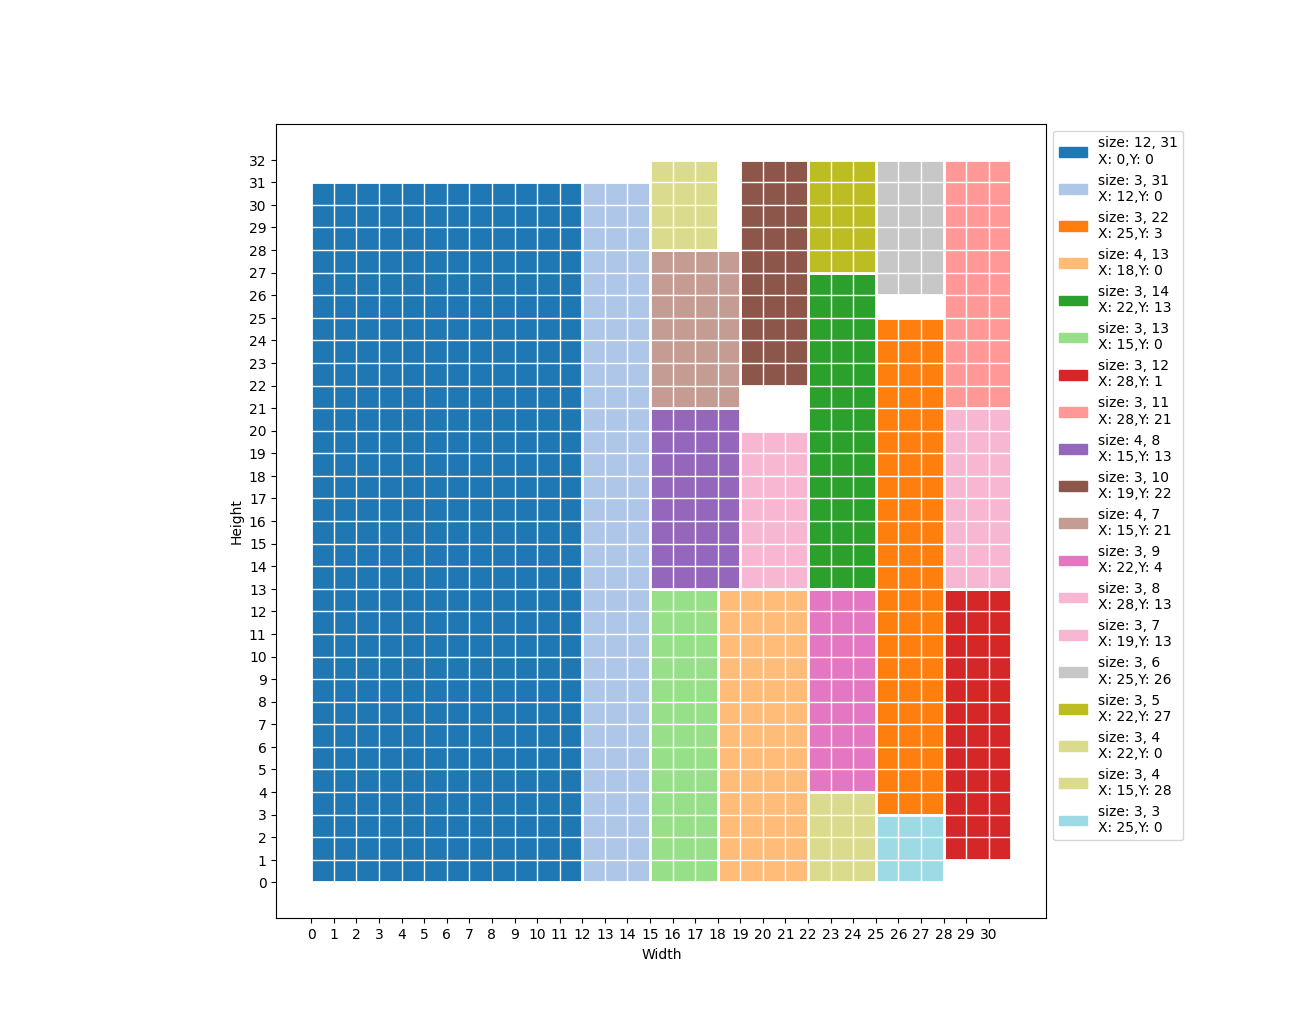 32
31
30
29
28
27
26
25
24
23
22
21
20
19
18
17
16
15
14
13
12
11
10
9
8
7
6
5
4
3
2
1
0
Height
0 1 2 3 4 5 6 7 8 9 10 11 12 13 14 15 16 17 18 19 20 21 22 23 24 25 26 27 28 29 30
Width
size: 12, 31
X: 0,Y: 0
size: 3, 31
X: 12,Y: 0
size: 3, 22
X: 25,Y: 3
size: 4, 13
X: 18,Y: 0
size: 3, 14
X: 22,Y: 13
size: 3, 13
X: 15,Y: 0
size: 3, 12
X: 28,Y: 1
size: 3, 11
X: 28,Y: 21
size: 4, 8
X: 15,Y: 13
size: 3, 10
X: 19,Y: 22
size: 4, 7
X: 15,Y: 21
size: 3, 9
X: 22,Y: 4
size: 3, 8
X: 28,Y: 13
size: 3, 7
X: 19,Y: 13
size: 3, 6
X: 25,Y: 26
size: 3, 5
X: 22,Y: 27
size: 3, 4
X: 22,Y: 0
size: 3, 4
X: 15,Y: 28
size: 3, 3
X: 25,Y: 0